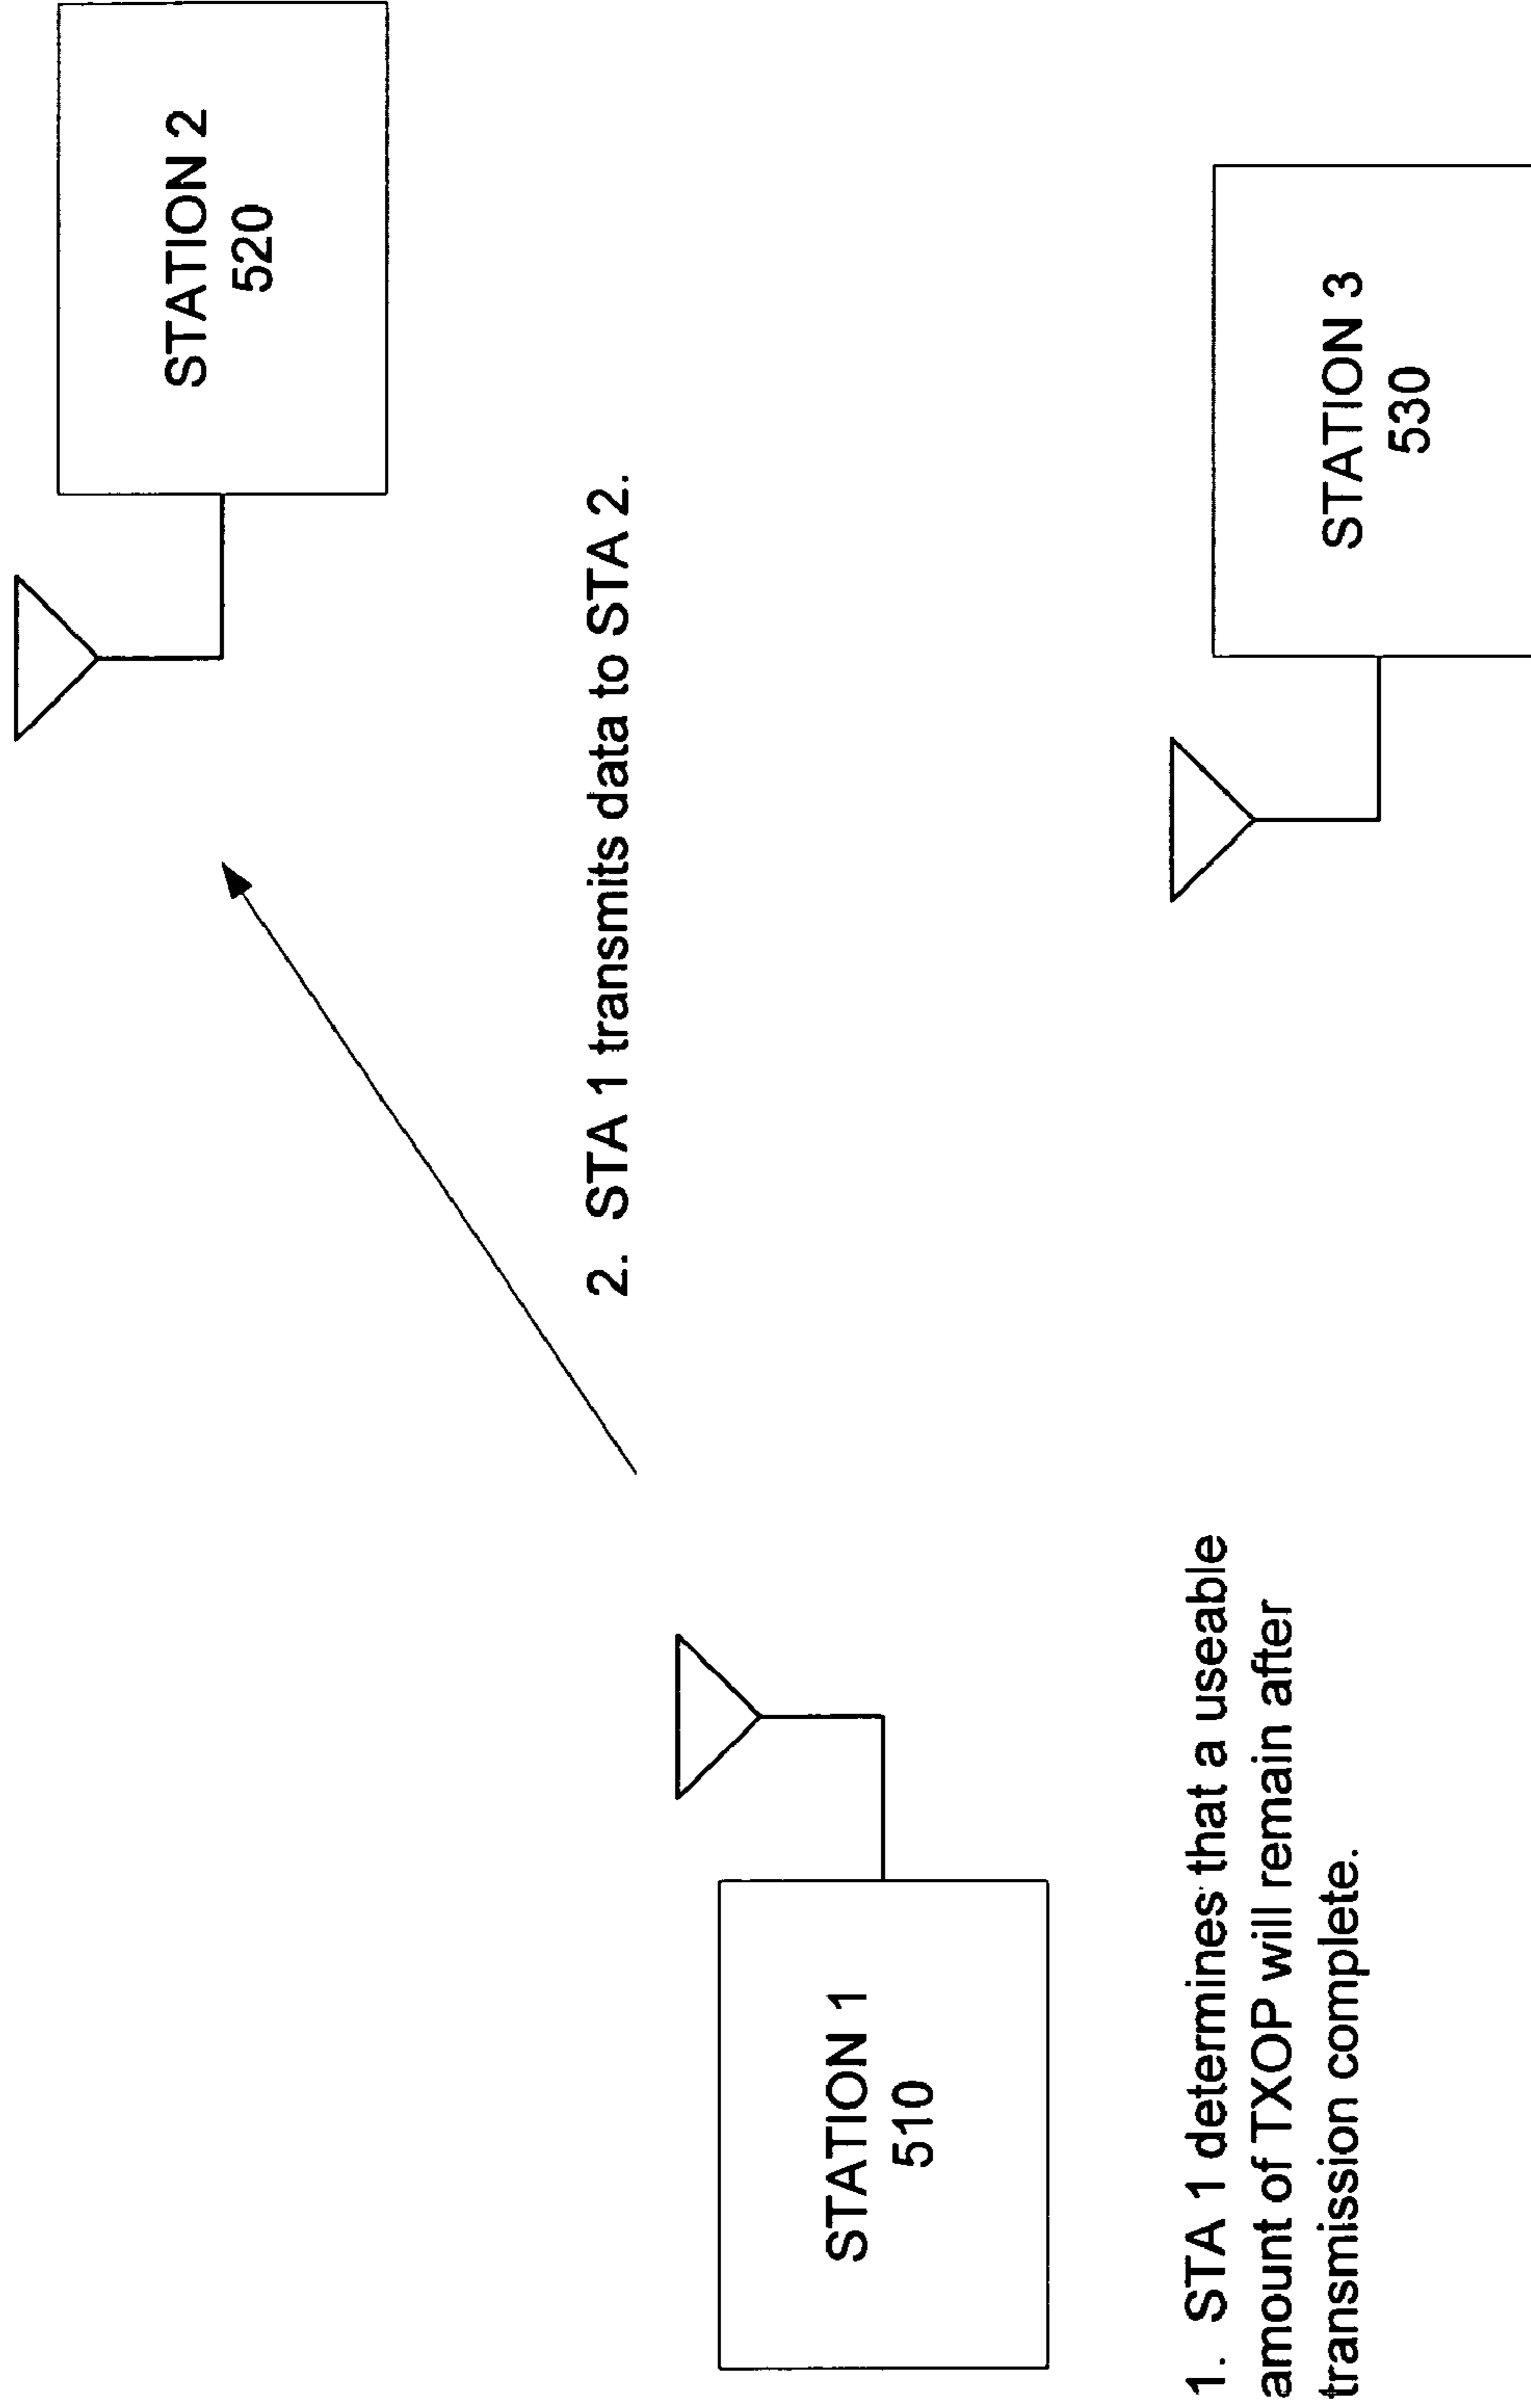 STATION 2
520
2. STA 1 transmits data to STA 2.
STATION 1
510
STATION 3
530
1. STA 1 determines that a useable
amount of TXOP will remain after
transmission complete.